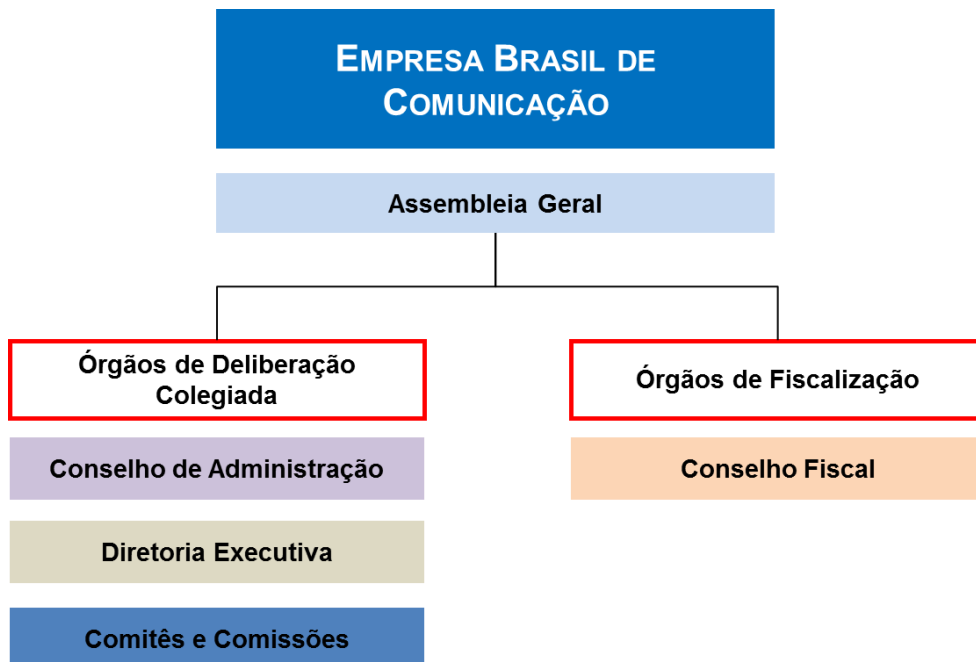 EMPRESA BRASIL DE
COMUNICAÇÃO
Assembleia Geral
Órgãos de Deliberação
Colegiada
Órgãos de Fiscalização
Conselho de Administração
Conselho Fiscal
Diretoria Executiva
Comitês e Comissões